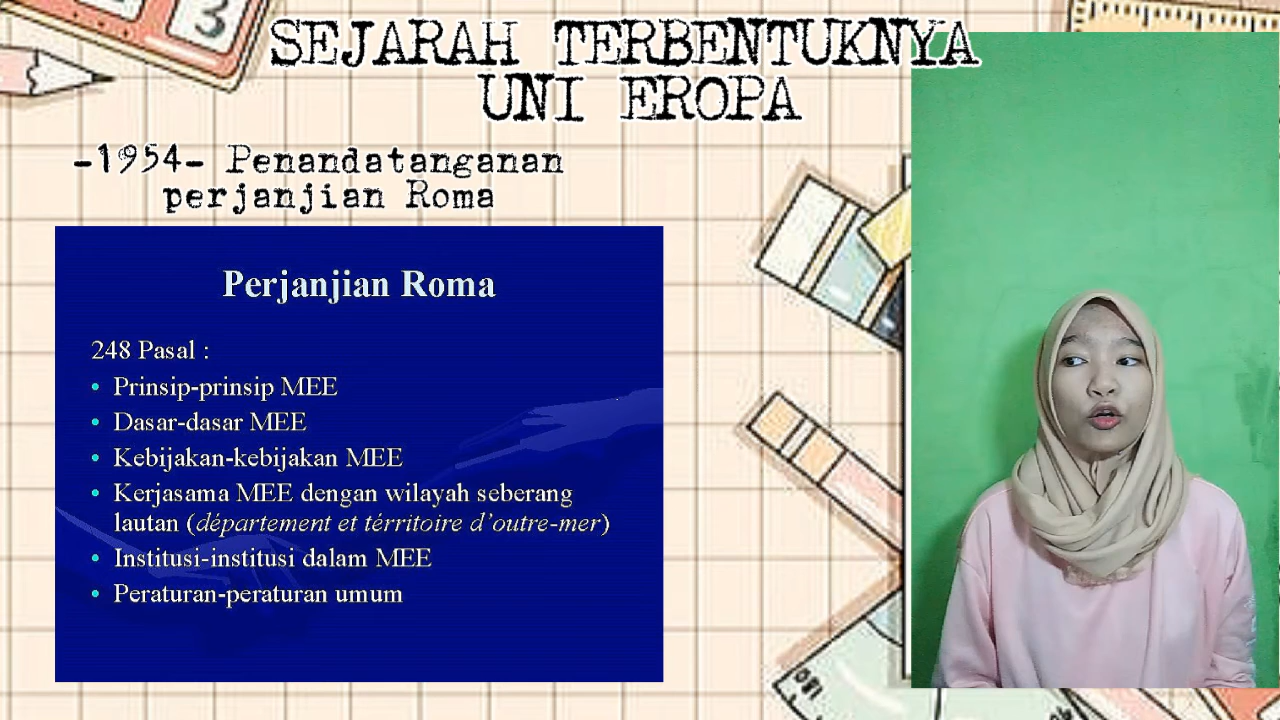 SEJARAH TERBENTUKNYA
UNI EROPA
-1954- Penandatanganan
perjanjian Roma
Perjanjian Roma
248 Pasal :
• Prinsip-prinsip MEE
• Dasar-dasar MEE
• Kebijakan-kebijakan MEE
• Kerjasama MEE dengan wilayah seberang
lautan (département et térritoire d'outre-mer)
• Institusi-institusi dalam MEE
• Peraturan-peraturan umum
3